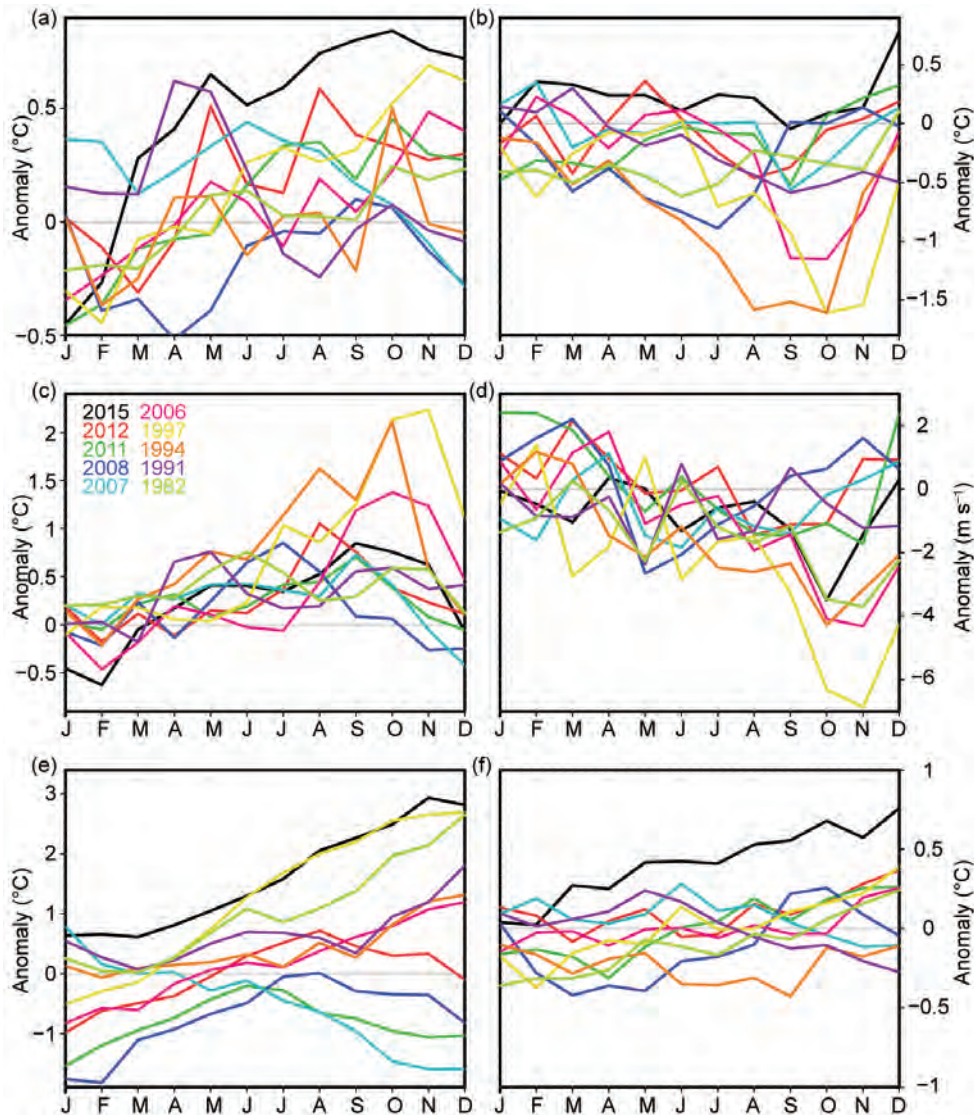 (a)
(b)
Anomaly (°C)
0.5
0
−0.5
J F M A M J J A S O N D
0.5
0
−0.5
−1
−1.5
Anomaly (°C)
J F M A M J J A S O N D
(c)
(d)
2015 2006
2012 1997
2011 1994
2008 1991
2007 1982
Anomaly (°C)
2
1.5
1
0.5
0
−0.5
J F M A M J J A S O N D
2
0
−2
−4
−6
Anomaly (m s⁻¹)
J F M A M J J A S O N D
(e)
(f)
Anomaly (°C)
3
2
1
0
−1
J F M A M J J A S O N D
1
0.5
0
−0.5
−1
Anomaly (°C)
J F M A M J J A S O N D